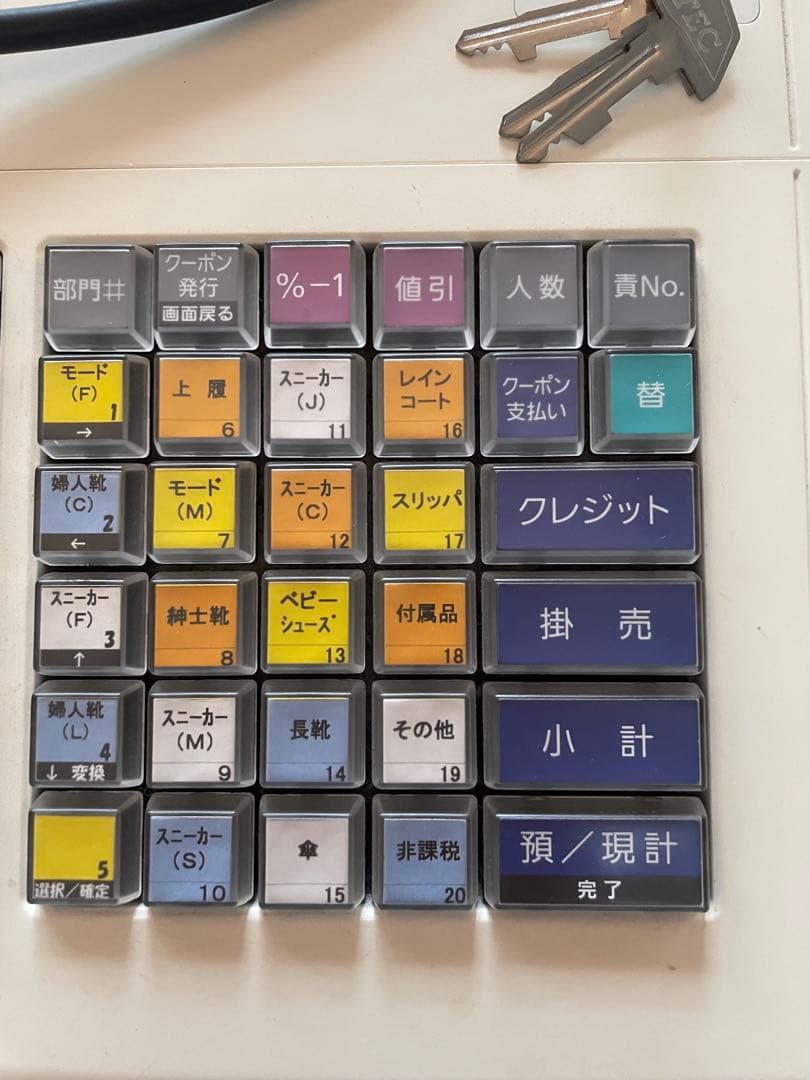 TEC
部門#
クーポン
発行
画面戻る
%-1
値引
人数
責No.
モード
(F)
1
→
上履
6
スニーカー
(J)
11
レイン
コート
16
クーポン
支払い
替
婦人靴
(C)
2
←
モード
(M)
7
スニーカー
(C)
12
スリッパ
17
クレジット
スニーカー
(F)
3
↑
紳士靴
8
ベビー
シューズ
13
付属品
18
掛売
婦人靴
(L)
4
↓ 変換
スニーカー
(M)
9
長靴
14
その他
19
小計
5
選択/確定
スニーカー
(S)
10
傘
15
非課税
20
預/現計
完了